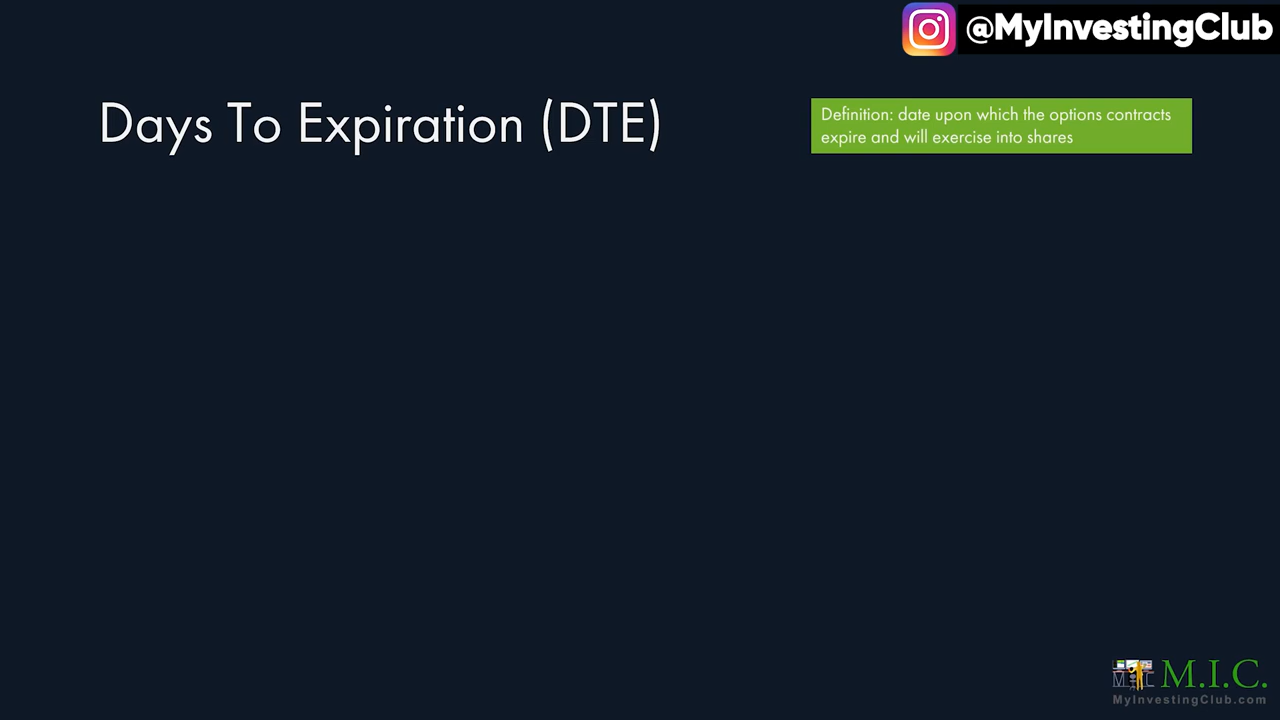 @MyInvestingClub
Days To Expiration (DTE)
Definition: date upon which the options contracts
expire and will exercise into shares
M.I.C.
MyInvestingClub.com